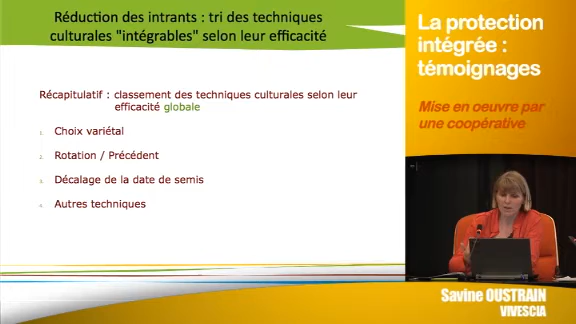 Réduction des intrants : tri des techniques
culturales "intégrables" selon leur efficacité
Récapitulatif : classement des techniques culturales selon leur
efficacité globale
1. Choix variétal
2. Rotation / Précédent
3. Décalage de la date de semis
4. Autres techniques
La protection
intégrée :
témoignages
Mise en oeuvre par
une coopérative
Savine OUSTRAIN
VIVESCIA